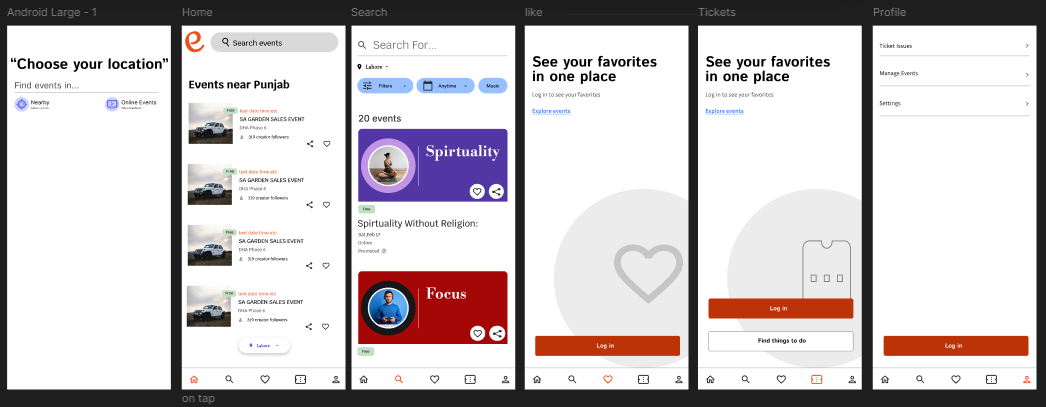 Android Large - 1
"Choose your location"
Find events in...
Nearby
Online Events
Home
Search events
Events near Punjab
Free
text date time etc
SA GARDEN SALES EVENT
DHA Phase 6
319 creator followers
Free
text date time etc
SA GARDEN SALES EVENT
DHA Phase 6
319 creator followers
Free
text date time etc
SA GARDEN SALES EVENT
DHA Phase 6
319 creator followers
Free
text date time etc
SA GARDEN SALES EVENT
DHA Phase 6
319 creator followers
Lahore
on tap
Search
Search For...
Lahore
Filters
Anytime
Music
20 events
Spirtuality
Free
Spirtuality Without Religion:
Sat,Feb 17
Online
Promoted
Focus
Free
like
See your favorites
in one place
Log in to see your favorites
Explore events
Log in
Tickets
See your favorites
in one place
Log in to see your favorites
Explore events
Log in
Find things to do
Profile
Ticket Issues
Manage Events
Settings
Log in